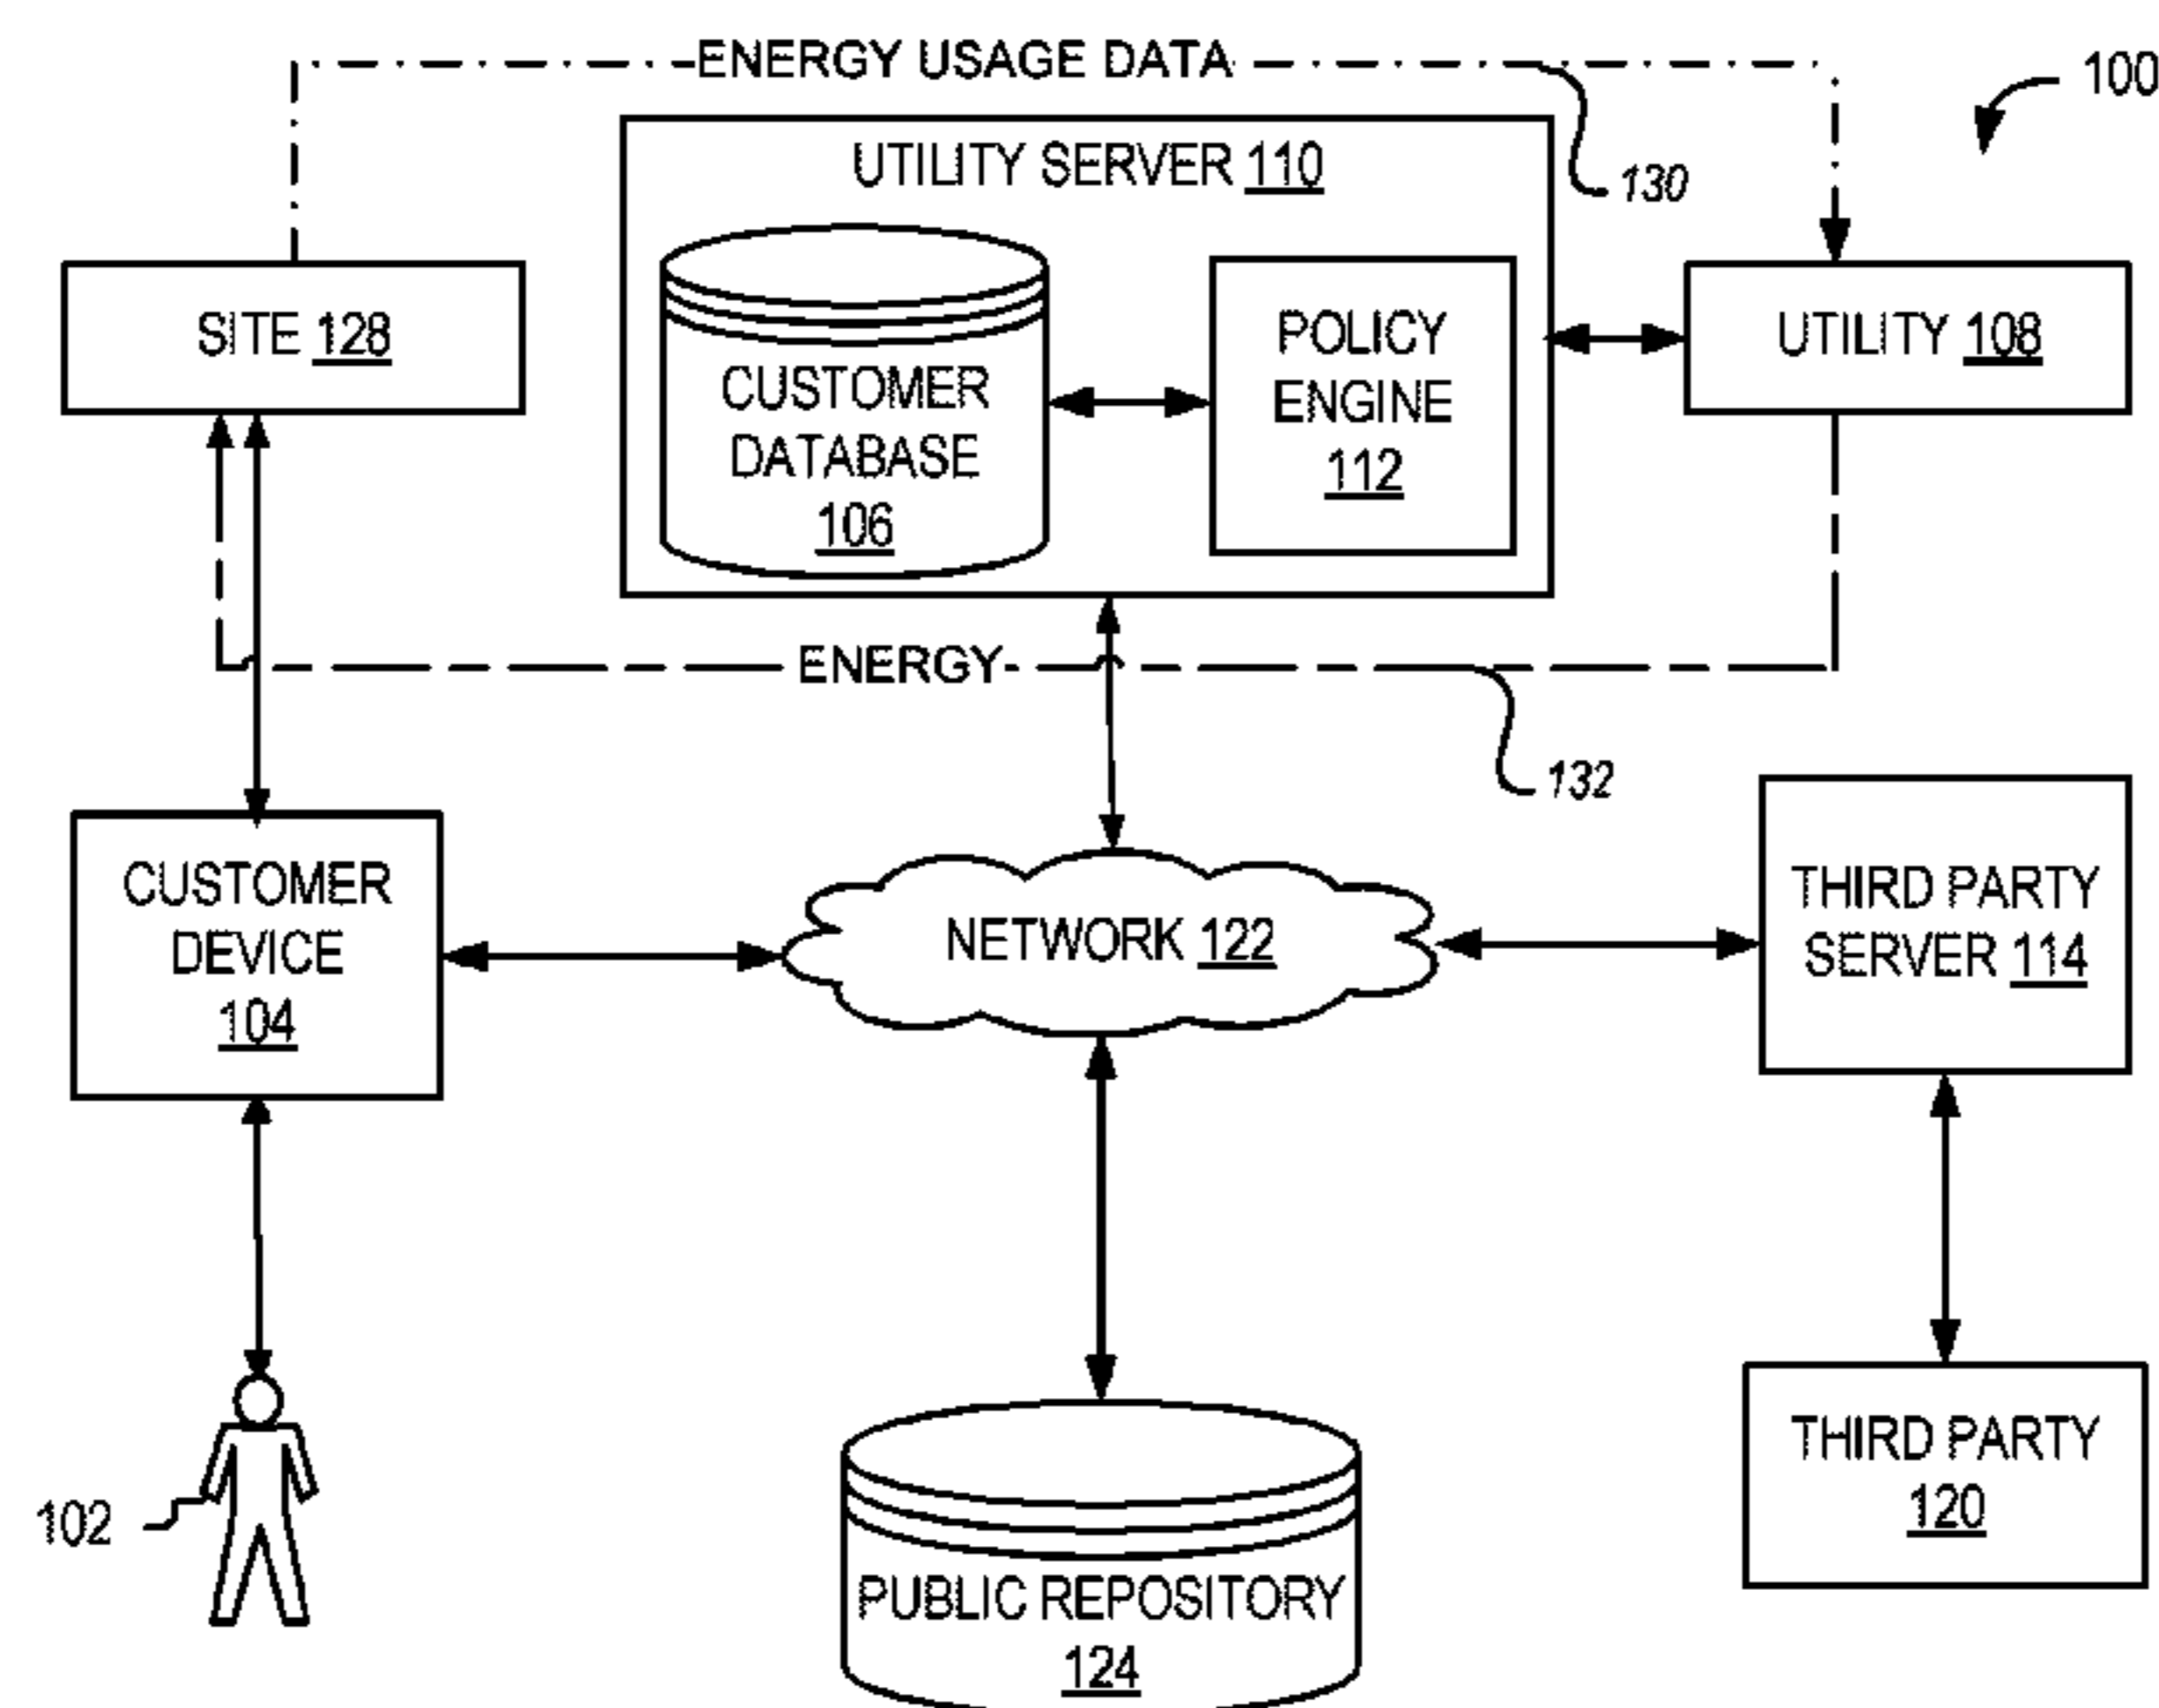 ENERGY USAGE DATA
100
UTILITY SERVER 110
130
SITE 128
CUSTOMER
DATABASE
106
POLICY
ENGINE
112
UTILITY 108
ENERGY
132
CUSTOMER
DEVICE
104
NETWORK 122
THIRD PARTY
SERVER 114
102
PUBLIC REPOSITORY
124
THIRD PARTY
120